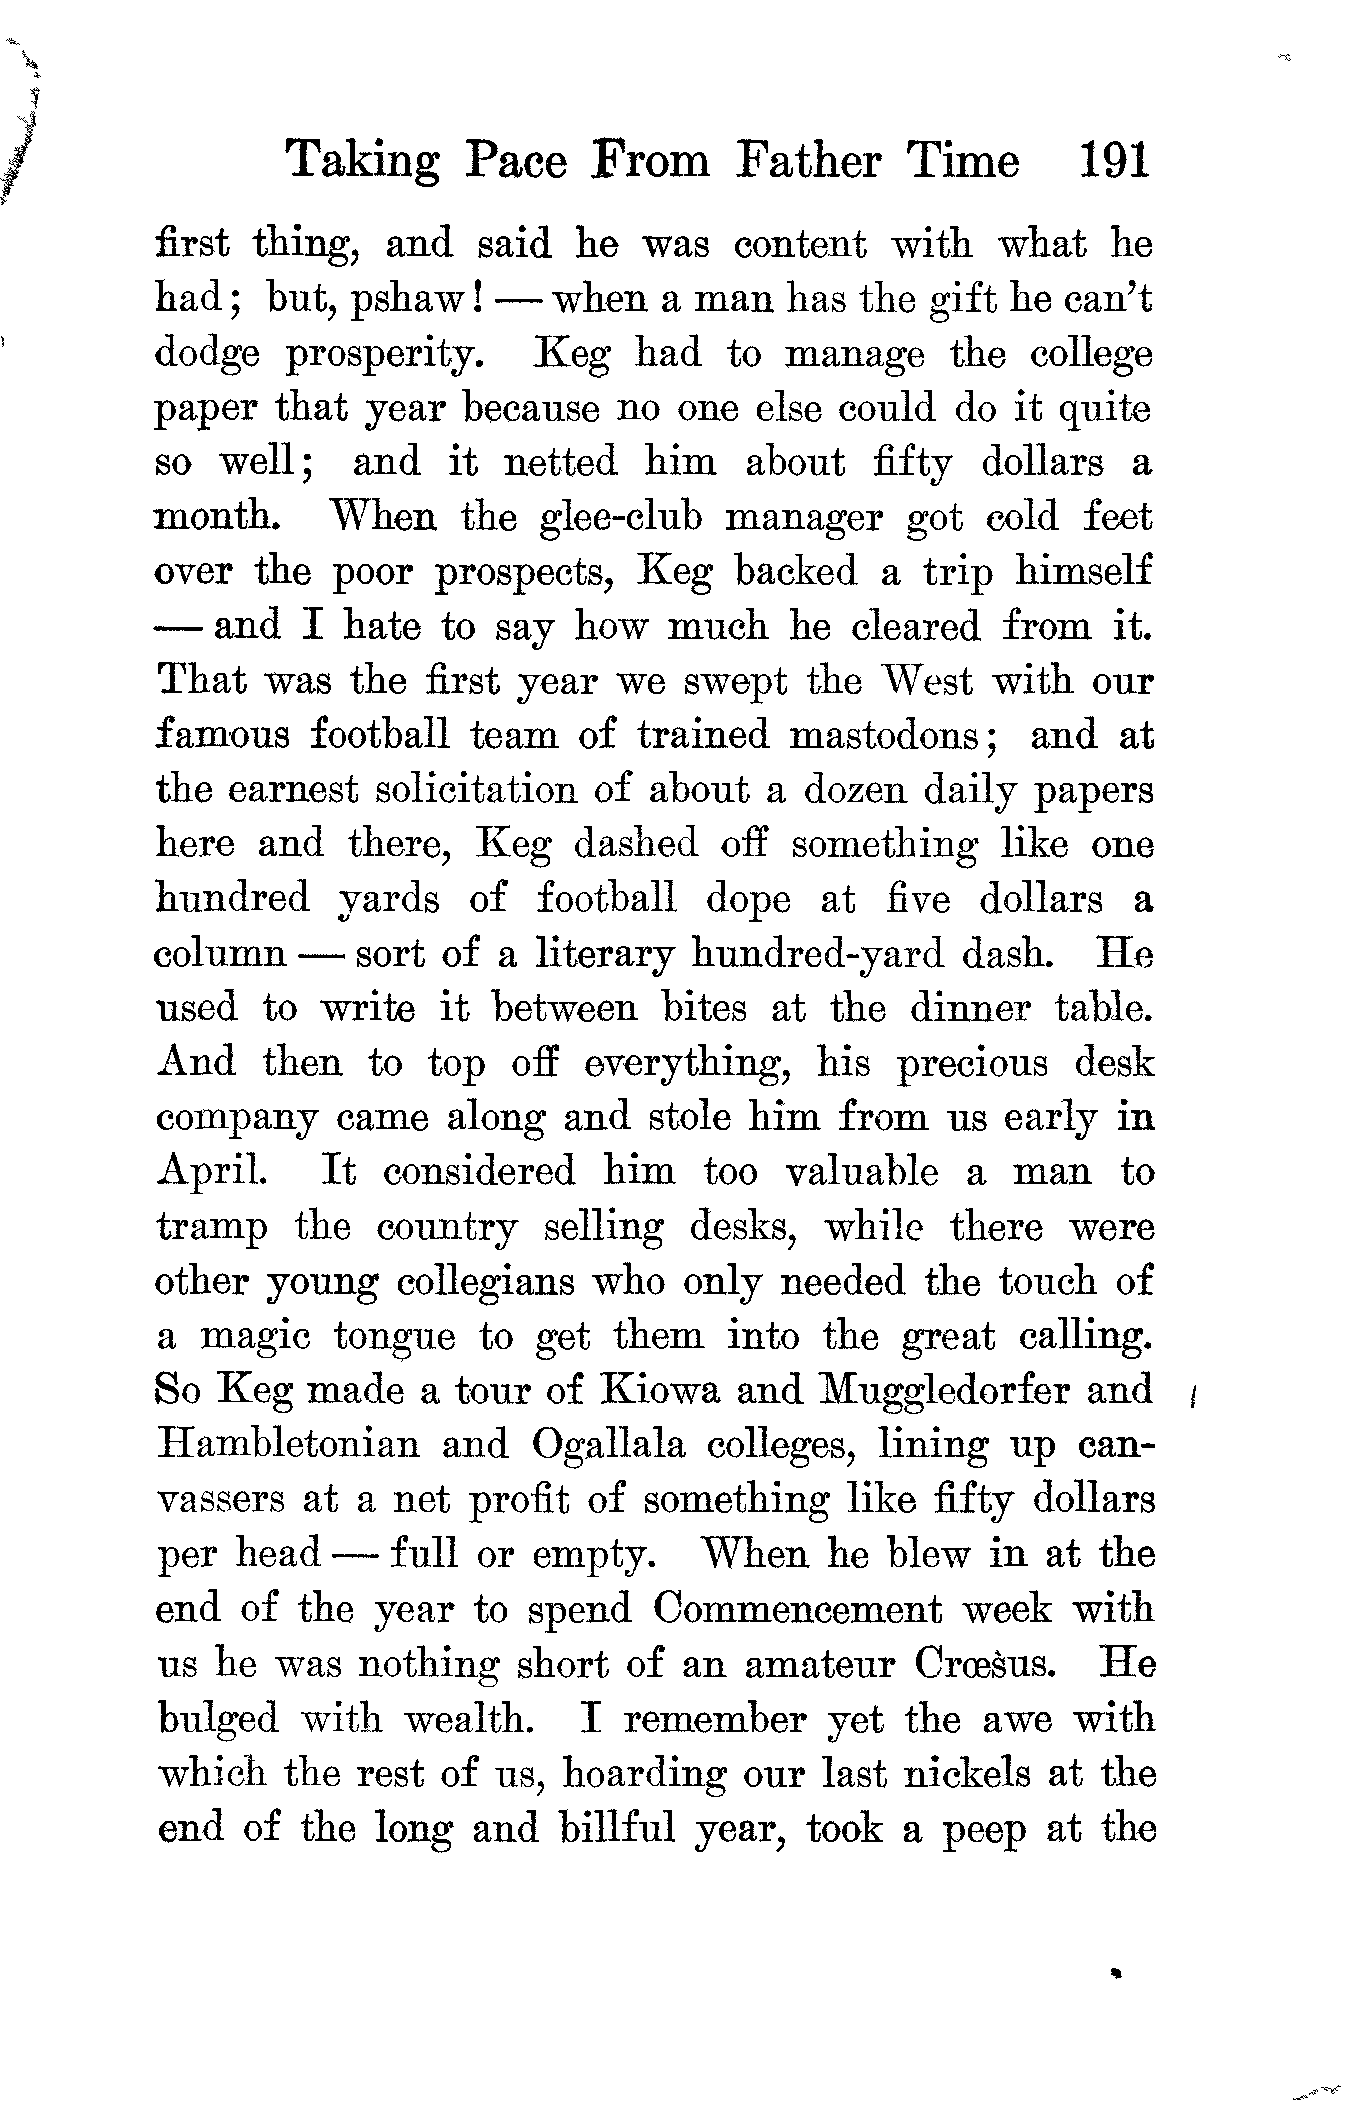 Taking Pace From Father Time 191
first thing, and said he was content with what he
had; but, pshaw! — when a man has the gift he can't
dodge prosperity. Keg had to manage the college
paper that year because no one else could do it quite
so well; and it netted him about fifty dollars a
month. When the glee-club manager got cold feet
over the poor prospects, Keg backed a trip himself
— and I hate to say how much he cleared from it.
That was the first year we swept the West with our
famous football team of trained mastodons; and at
the earnest solicitation of about a dozen daily papers
here and there, Keg dashed off something like one
hundred yards of football dope at five dollars a
column — sort of a literary hundred-yard dash. He
used to write it between bites at the dinner table.
And then to top off everything, his precious desk
company came along and stole him from us early in
April. It considered him too valuable a man to
tramp the country selling desks, while there were
other young collegians who only needed the touch of
a magic tongue to get them into the great calling.
So Keg made a tour of Kiowa and Muggledorfer and
Hambletonian and Ogallala colleges, lining up can-
vassers at a net profit of something like fifty dollars
per head — full or empty. When he blew in at the
end of the year to spend Commencement week with
us he was nothing short of an amateur Crœsus. He
bulged with wealth. I remember yet the awe with
which the rest of us, hoarding our last nickels at the
end of the long and billful year, took a peep at the